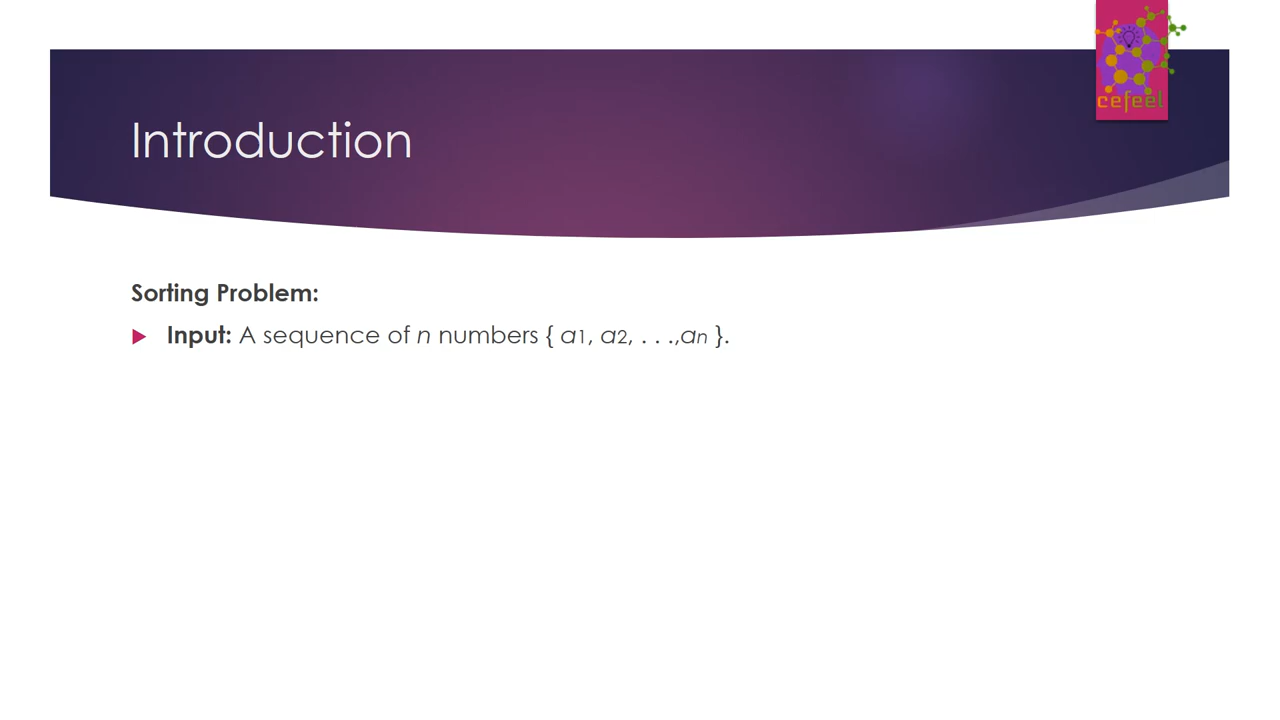 cefeel
Introduction
Sorting Problem:
Input: A sequence of n numbers { a1, a2, . . .,an }.